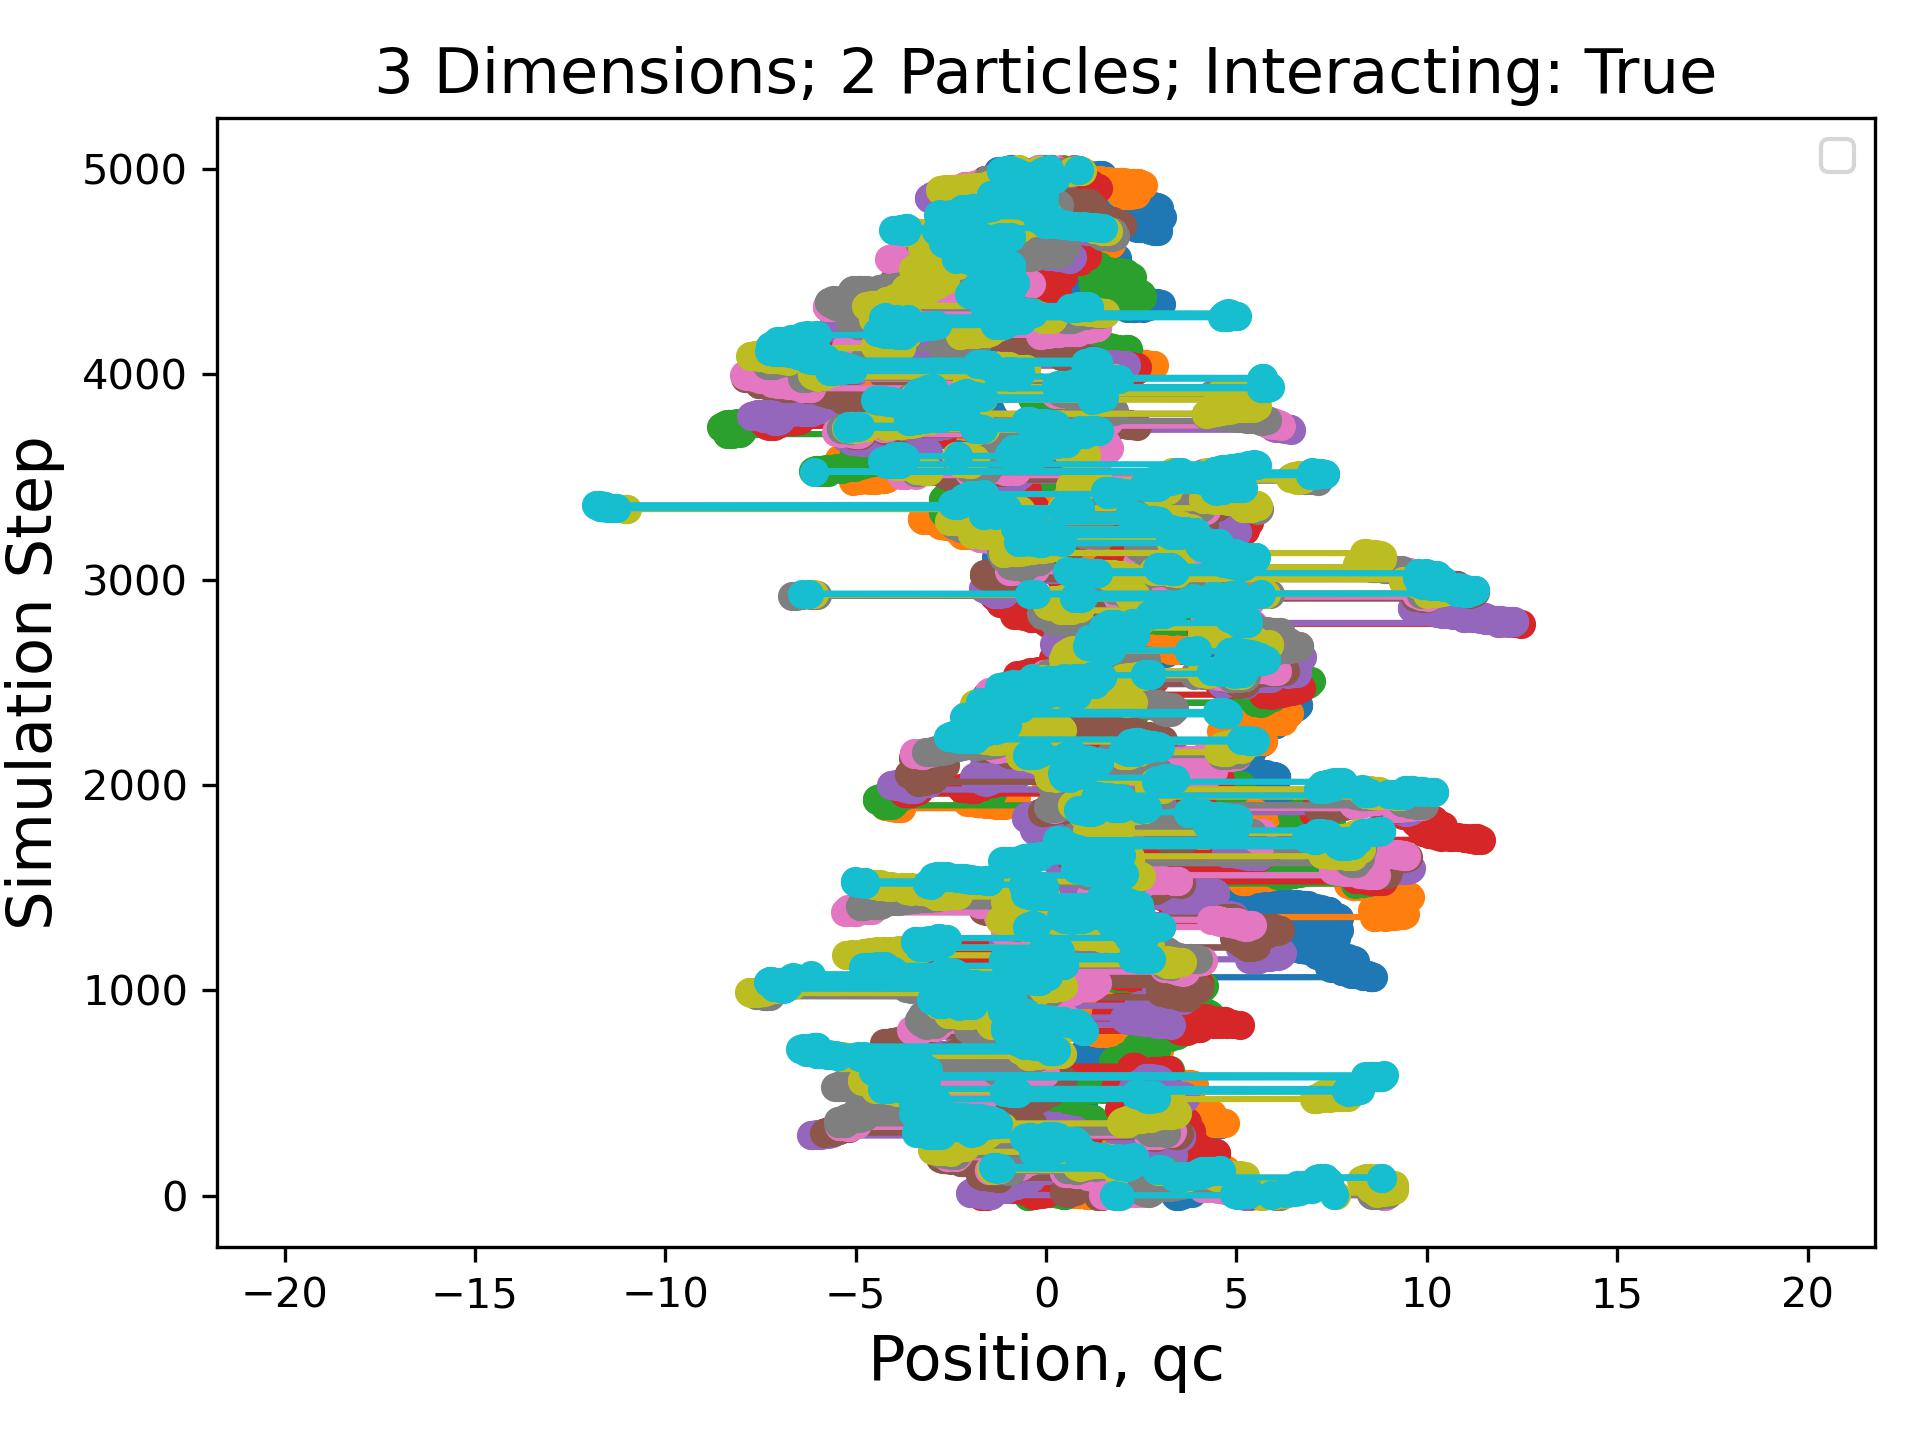 3 Dimensions; 2 Particles; Interacting: True
Simulation Step
5000
4000
3000
2000
1000
0
−20 −15 −10 −5 0 5 10 15 20
Position, qc